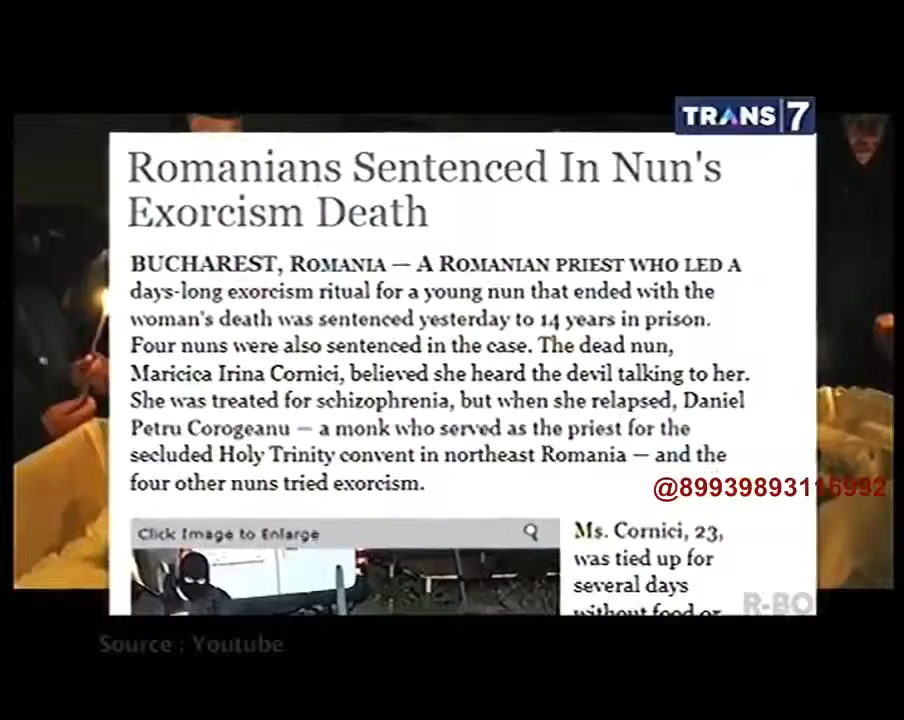 TRANS|7
Romanians Sentenced In Nun's
Exorcism Death
BUCHAREST, ROMANIA — A ROMANIAN PRIEST WHO LED A
days-long exorcism ritual for a young nun that ended with the
woman's death was sentenced yesterday to 14 years in prison.
Four nuns were also sentenced in the case. The dead nun,
Maricica Irina Cornici, believed she heard the devil talking to her.
She was treated for schizophrenia, but when she relapsed, Daniel
Petru Corogeanu — a monk who served as the priest for the
secluded Holy Trinity convent in northeast Romania — and the
four other nuns tried exorcism.
@89939893116992
Click Image to Enlarge
Ms. Cornici, 23,
was tied up for
several days
without food or
R-BO
Source : Youtube